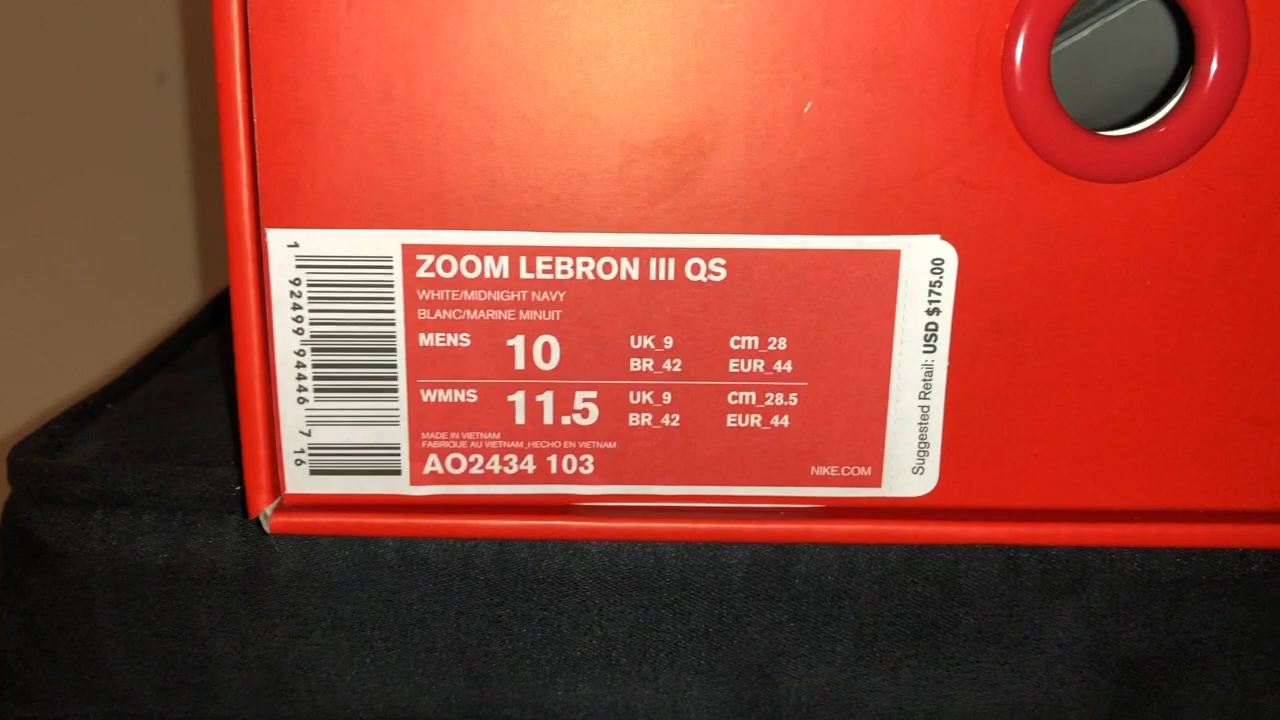 ZOOM LEBRON III QS
WHITE/MIDNIGHT NAVY
BLANC/MARINE MINUIT
MENS 10 UK_9 cm_28
BR_42 EUR_44
WMNS 11.5 UK_9 cm_28.5
BR_42 EUR_44
MADE IN VIETNAM
FABRIQUE AU VIETNAM_HECHO EN VIETNAM
AO2434 103 NIKE.COM
1 92499 94446 7 16
Suggested Retail: USD $175.00